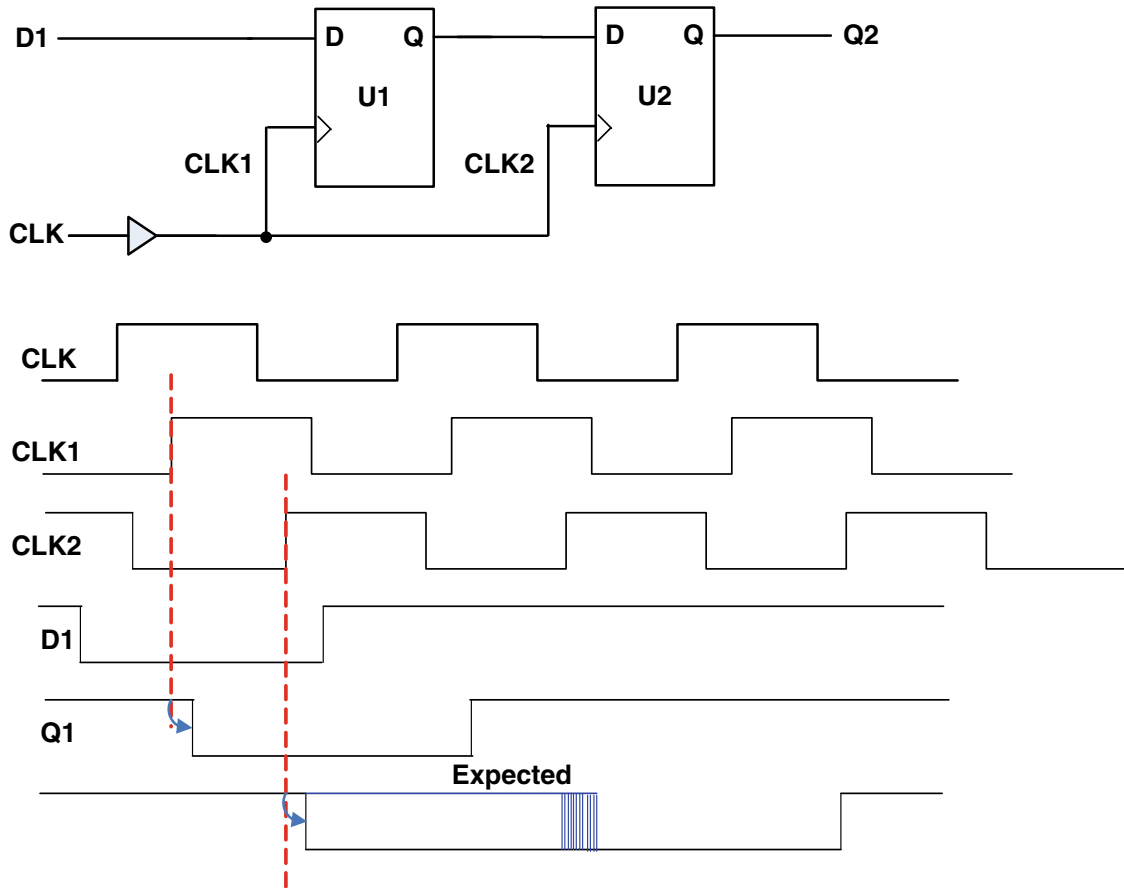 D1 D Q D Q Q2
U1 U2
CLK1 CLK2
CLK
CLK
CLK1
CLK2
D1
Q1
Expected